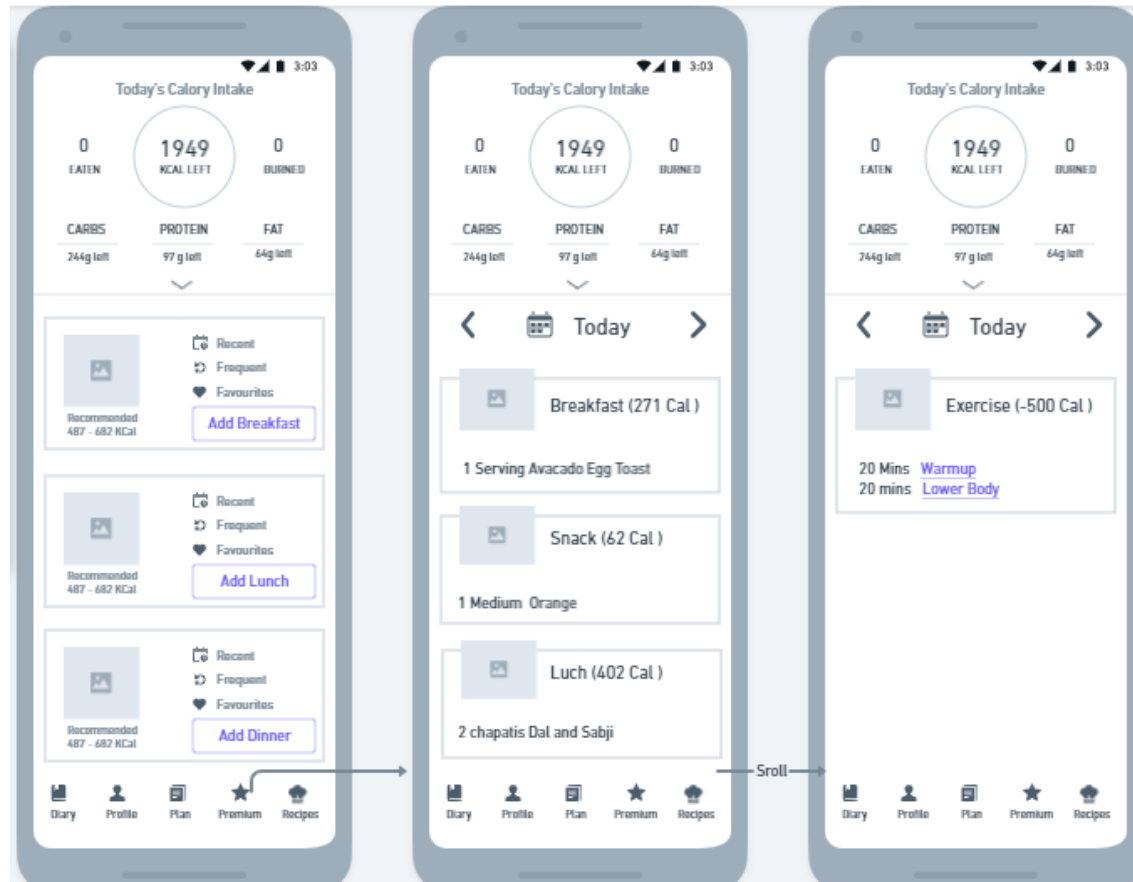 3:03
Today's Calory Intake
0
EATEN
1949
KCAL LEFT
0
BURNED
CARBS PROTEIN FAT
244g left 97 g left 64g left
Recent
Frequent
Favourites
Recommended
487 - 682 KCal
Add Breakfast
Recent
Frequent
Favourites
Recommended
487 - 682 KCal
Add Lunch
Recent
Frequent
Favourites
Recommended
487 - 682 KCal
Add Dinner
Diary Profile Plan Premium Recipes
3:03
Today's Calory Intake
0
EATEN
1949
KCAL LEFT
0
BURNED
CARBS PROTEIN FAT
244g left 97 g left 64g left
Today
Breakfast (271 Cal )
1 Serving Avacado Egg Toast
Snack (62 Cal )
1 Medium Orange
Luch (402 Cal )
2 chapatis Dal and Sabji
Diary Profile Plan Premium Recipes
Sroll
3:03
Today's Calory Intake
0
EATEN
1949
KCAL LEFT
0
BURNED
CARBS PROTEIN FAT
244g left 97 g left 64g left
Today
Exercise (-500 Cal )
20 Mins Warmup
20 mins Lower Body
Diary Profile Plan Premium Recipes